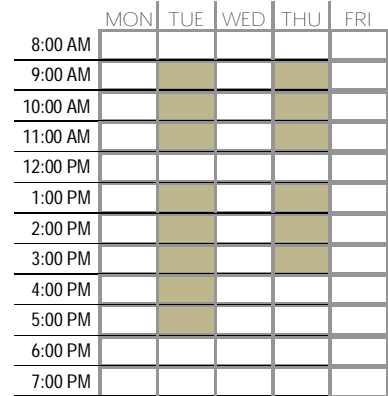 MON TUE WED THU FRI
8:00 AM
9:00 AM
10:00 AM
11:00 AM
12:00 PM
1:00 PM
2:00 PM
3:00 PM
4:00 PM
5:00 PM
6:00 PM
7:00 PM